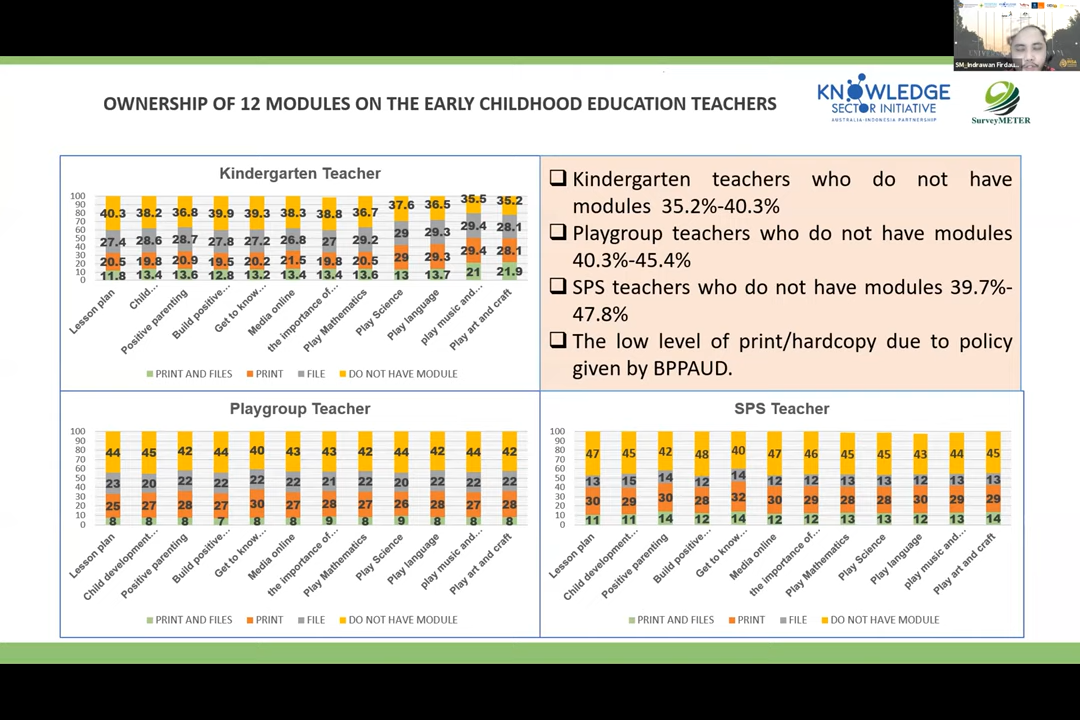 SM_Indrawan Firdau...
OWNERSHIP OF 12 MODULES ON THE EARLY CHILDHOOD EDUCATION TEACHERS
KNOWLEDGE
SECTOR INITIATIVE
AUSTRALIA-INDONESIA PARTNERSHIP
SurveyMETER
Kindergarten Teacher
100
90
80
70
60
50
40
30
20
10
0
40.3 38.2 36.8 39.9 39.3 38.3 38.8 36.7 37.6 36.5 35.5 35.2
27.4 28.6 28.7 27.8 27.2 26.8 27 29.2 29 29.3 29.4 28.1
20.5 19.8 20.9 19.5 20.2 21.5 19.8 20.5 29 29.3 29.4 28.1
11.8 13.4 13.6 12.8 13.2 13.4 13.4 13.6 13 13.7 21 21.9
Lesson plan
Child...
Positive parenting
Build positive...
Get to know...
Media online
the importance of...
Play Mathematics
Play Science
Play language
play music and...
Play art and craft
PRINT AND FILES PRINT FILE DO NOT HAVE MODULE
❑ Kindergarten teachers who do not have
modules 35.2%-40.3%
❑ Playgroup teachers who do not have modules
40.3%-45.4%
❑ SPS teachers who do not have modules 39.7%-
47.8%
❑ The low level of print/hardcopy due to policy
given by BPPAUD.
Playgroup Teacher
100
90
80
70
60
50
40
30
20
10
0
44 45 42 44 40 43 43 42 44 42 44 42
23 20 22 22 22 22 21 22 20 22 22 22
25 27 28 27 30 27 28 27 26 28 27 28
8 8 8 7 8 8 9 8 9 8 8 8
Lesson plan
Child development...
Positive parenting
Build positive...
Get to know...
Media online
the importance of...
Play Mathematics
Play Science
Play language
play music and...
Play art and craft
PRINT AND FILES PRINT FILE DO NOT HAVE MODULE
SPS Teacher
100
90
80
70
60
50
40
30
20
10
0
47 45 42 48 40 47 46 45 45 43 44 45
13 15 14 12 14 12 12 12 12 12 13 13
30 29 30 28 32 30 29 28 28 30 29 29
11 11 14 12 14 12 12 13 13 12 13 14
Lesson plan
Child development...
Positive parenting
Build positive...
Get to know...
Media online
the importance of...
Play Mathematics
Play Science
Play language
play music and...
Play art and craft
PRINT AND FILES PRINT FILE DO NOT HAVE MODULE